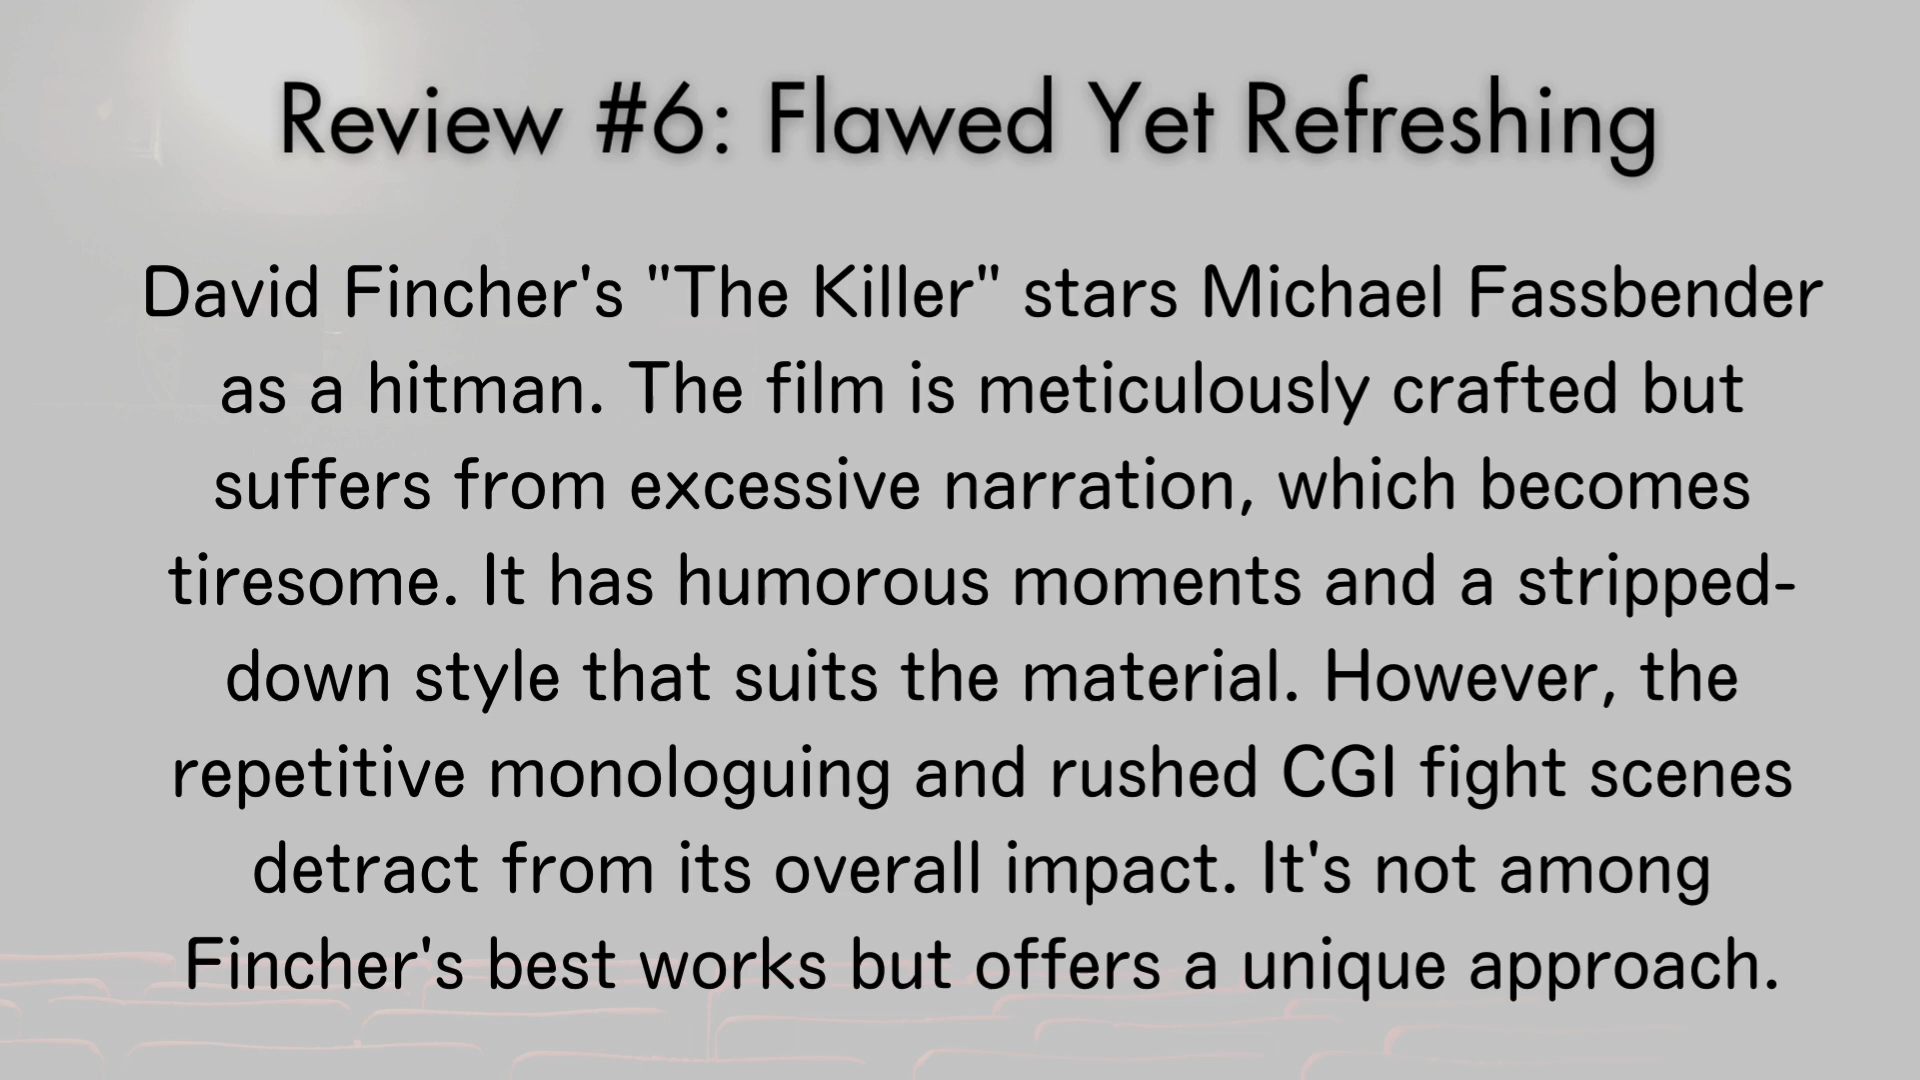 Review #6: Flawed Yet Refreshing
David Fincher's "The Killer" stars Michael Fassbender
as a hitman. The film is meticulously crafted but
suffers from excessive narration, which becomes
tiresome. It has humorous moments and a stripped-
down style that suits the material. However, the
repetitive monologuing and rushed CGI fight scenes
detract from its overall impact. It's not among
Fincher's best works but offers a unique approach.